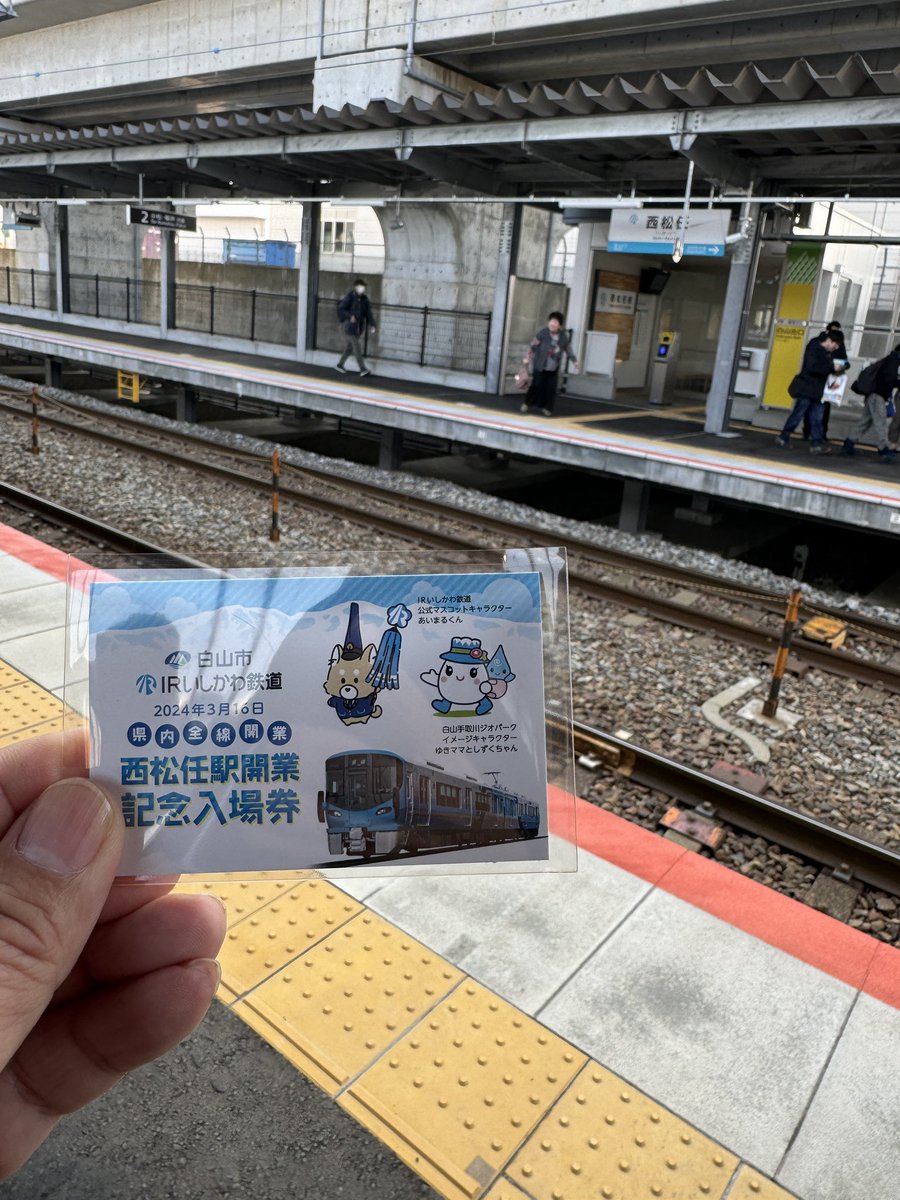 2
西松任
白山市
IRいしかわ鉄道
2024年3月16日
県内全線開業
西松任駅開業
記念入場券
IRいしかわ鉄道
公式マスコットキャラクター
あいまるくん
白山手取川ジオパーク
イメージキャラクター
ゆきママとしずくちゃん